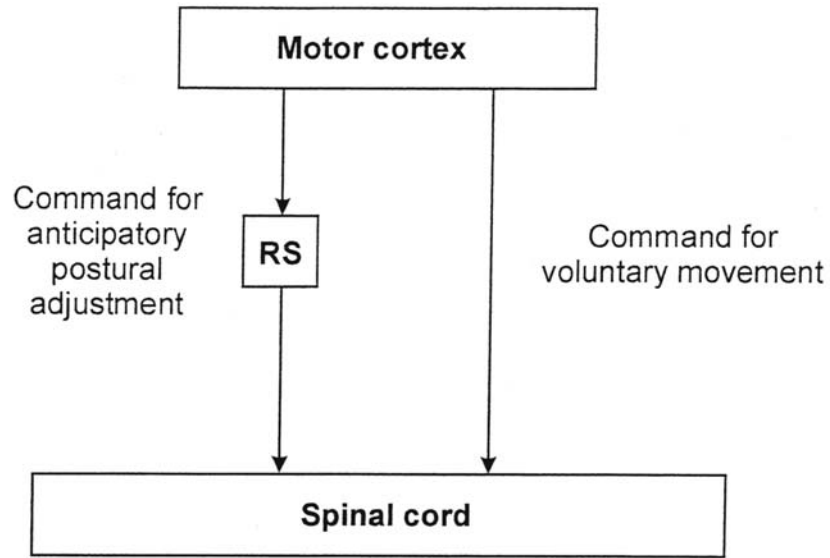 Motor cortex
Command for
anticipatory
postural
adjustment
RS
Command for
voluntary movement
Spinal cord